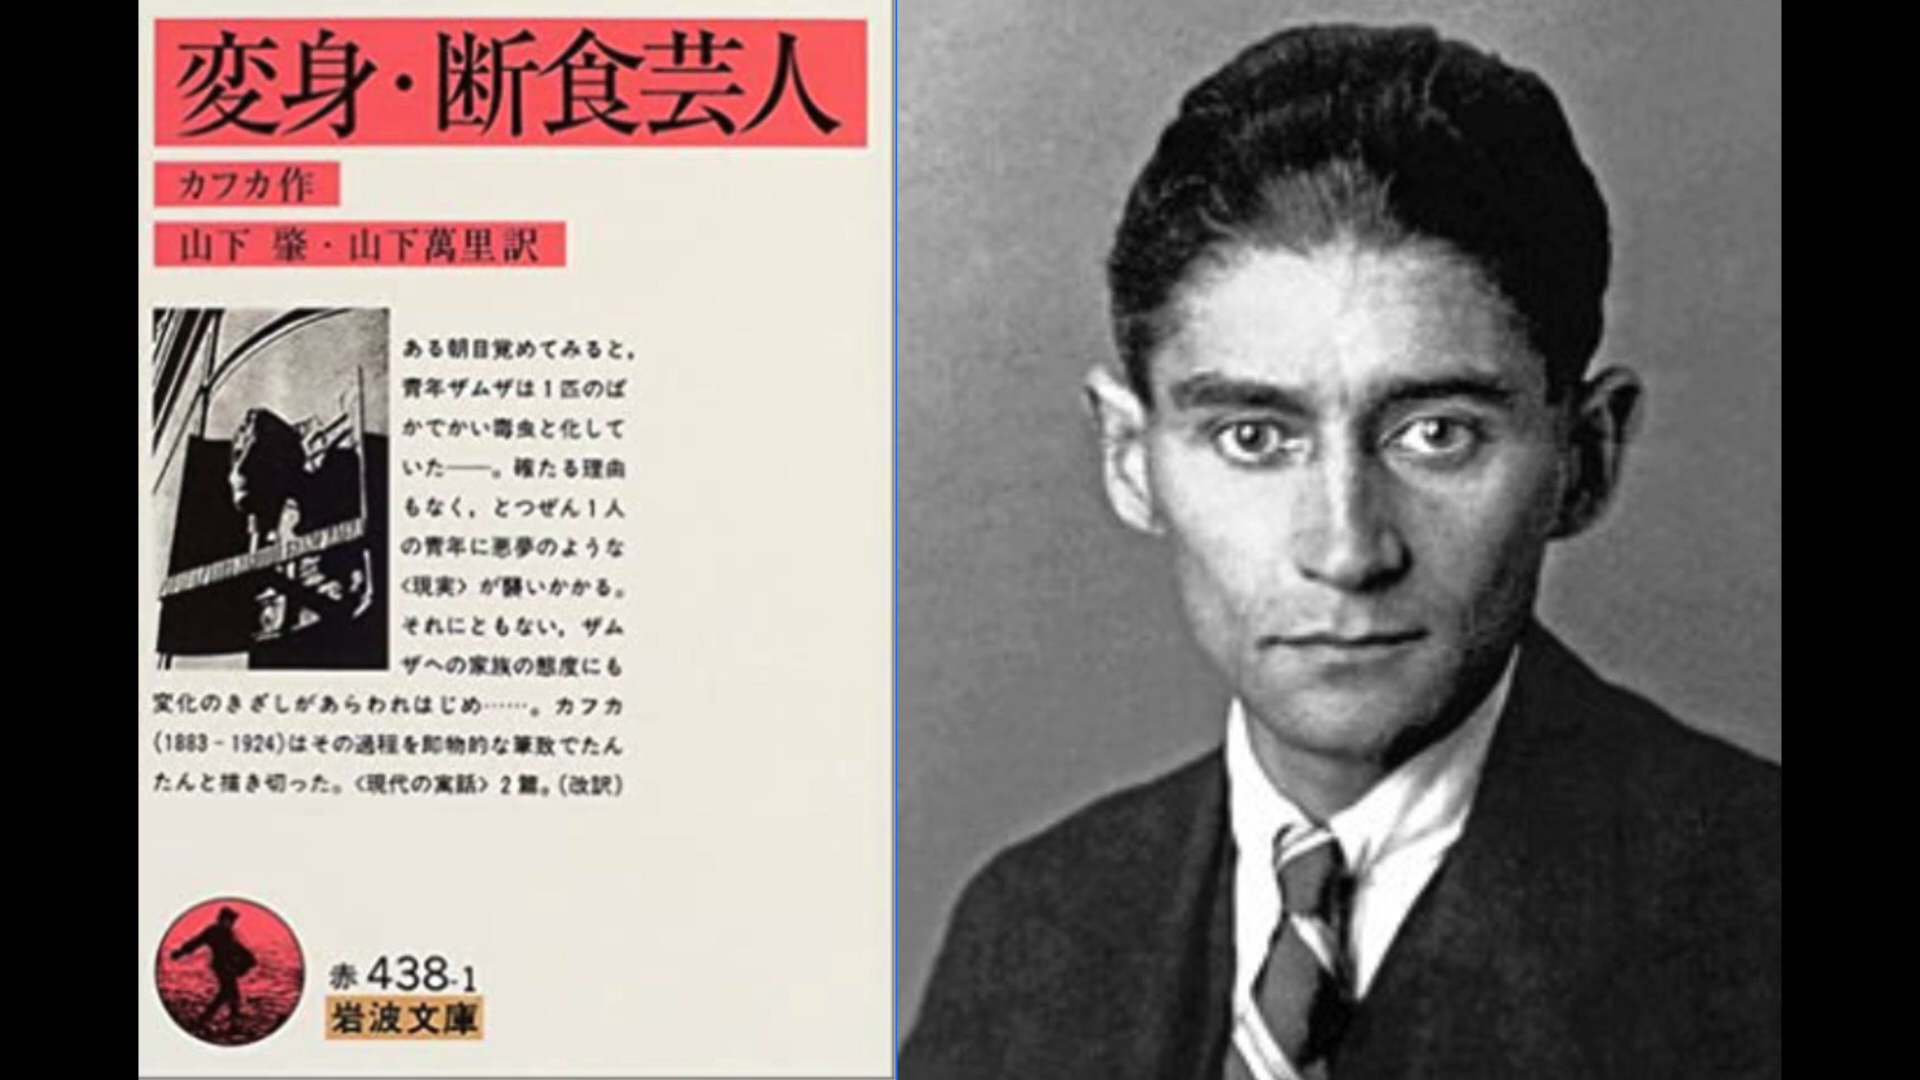 変身・断食芸人
カフカ作
山下 肇・山下萬里訳
ある朝目覚めてみると,
青年ザムザは1匹のば
かでかい毒虫と化して
いた――。確たる理由
もなく,とつぜん1人
の青年に悪夢のような
〈現実〉が襲いかかる。
それにともない,ザム
ザへの家族の態度にも
変化のきざしがあらわれはじめ……。カフカ
(1883-1924)はその過程を即物的な筆致でたん
たんと描き切った。〈現代の寓話〉2篇。(改訳)
赤 438-1
岩波文庫